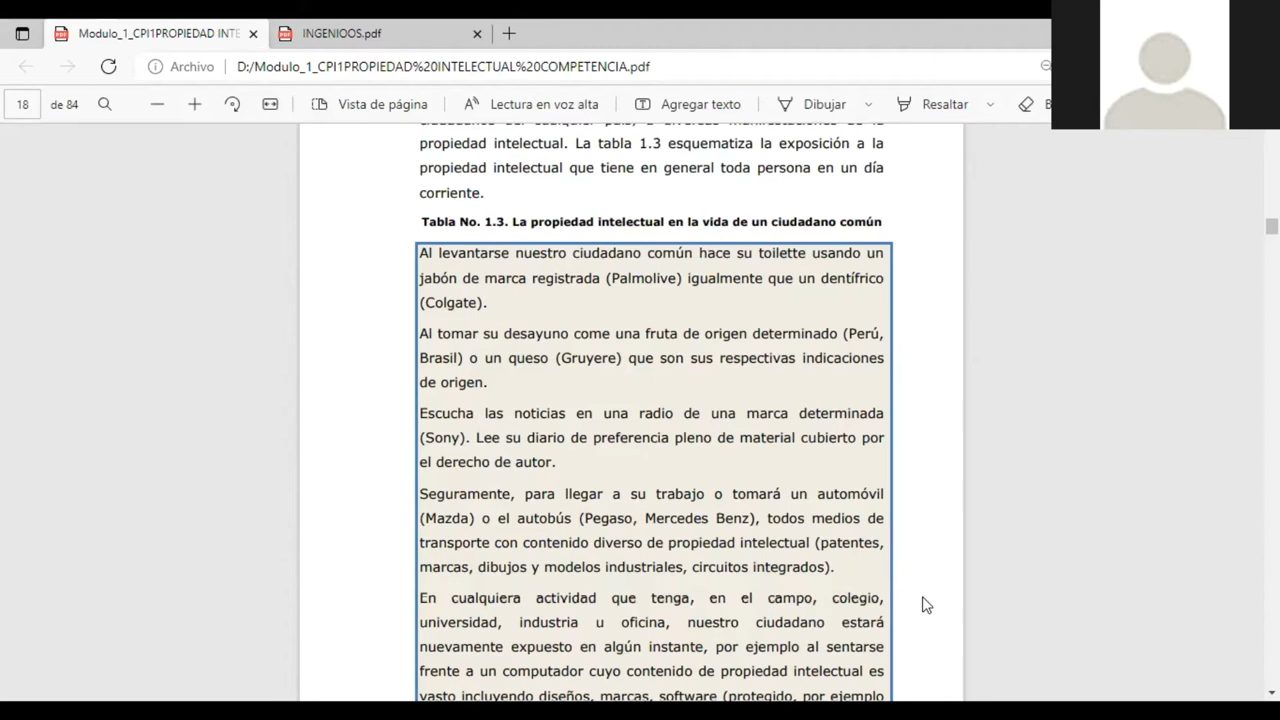 Modulo_1_CPI1PROPIEDAD INTE
INGENIOOS.pdf
Archivo
D:/Modulo_1_CPI1PROPIEDAD%20INTELECTUAL%20COMPETENCIA.pdf
18 de 84
Vista de página
Lectura en voz alta
Agregar texto
Dibujar
Resaltar
propiedad intelectual. La tabla 1.3 esquematiza la exposición a la
propiedad intelectual que tiene en general toda persona en un día
corriente.
Tabla No. 1.3. La propiedad intelectual en la vida de un ciudadano común
Al levantarse nuestro ciudadano común hace su toilette usando un
jabón de marca registrada (Palmolive) igualmente que un dentífrico
(Colgate).
Al tomar su desayuno come una fruta de origen determinado (Perú,
Brasil) o un queso (Gruyere) que son sus respectivas indicaciones
de origen.
Escucha las noticias en una radio de una marca determinada
(Sony). Lee su diario de preferencia pleno de material cubierto por
el derecho de autor.
Seguramente, para llegar a su trabajo o tomará un automóvil
(Mazda) o el autobús (Pegaso, Mercedes Benz), todos medios de
transporte con contenido diverso de propiedad intelectual (patentes,
marcas, dibujos y modelos industriales, circuitos integrados).
En cualquiera actividad que tenga, en el campo, colegio,
universidad, industria u oficina, nuestro ciudadano estará
nuevamente expuesto en algún instante, por ejemplo al sentarse
frente a un computador cuyo contenido de propiedad intelectual es
vasto incluyendo diseños, marcas, software (protegido, por ejemplo